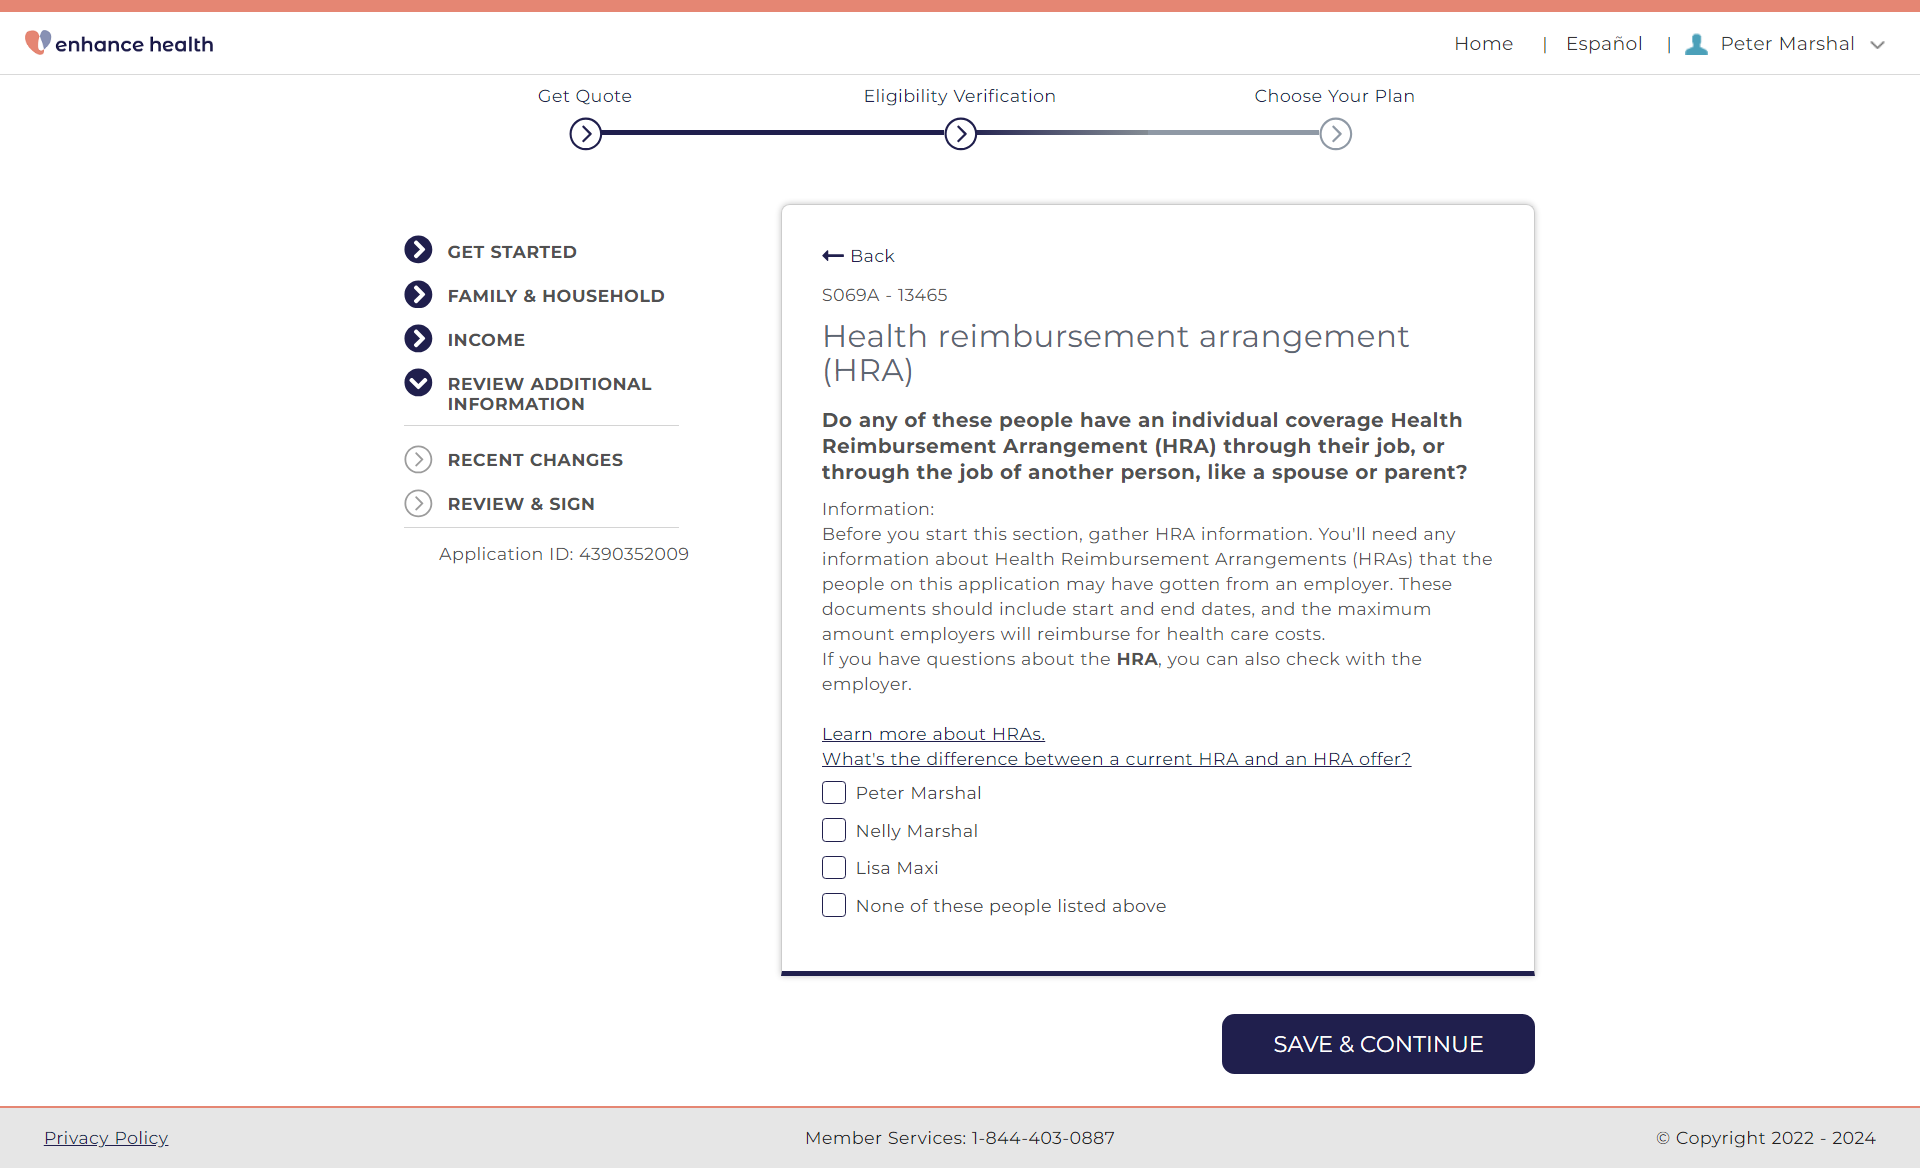 enhance health
Home | Español | Peter Marshal
Get Quote
Eligibility Verification
Choose Your Plan
GET STARTED
FAMILY & HOUSEHOLD
INCOME
REVIEW ADDITIONAL
INFORMATION
RECENT CHANGES
REVIEW & SIGN
Application ID: 4390352009
Back
S069A - 13465
Health reimbursement arrangement
(HRA)
Do any of these people have an individual coverage Health
Reimbursement Arrangement (HRA) through their job, or
through the job of another person, like a spouse or parent?
Information:
Before you start this section, gather HRA information. You'll need any
information about Health Reimbursement Arrangements (HRAs) that the
people on this application may have gotten from an employer. These
documents should include start and end dates, and the maximum
amount employers will reimburse for health care costs.
If you have questions about the HRA, you can also check with the
employer.
Learn more about HRAs.
What's the difference between a current HRA and an HRA offer?
Peter Marshal
Nelly Marshal
Lisa Maxi
None of these people listed above
SAVE & CONTINUE
Privacy Policy
Member Services: 1-844-403-0887
© Copyright 2022 - 2024